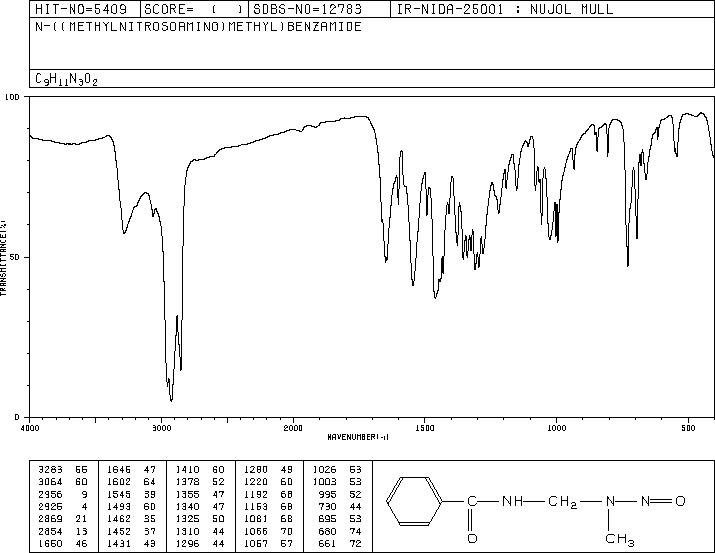 HIT-NO=5409 SCORE= ( ) SDBS-NO=12783 IR-NIDA-25001 : NUJOL MULL
N-((METHYLNITROSOAMINO)METHYL)BENZAMIDE
C9H11N3O2
100
50
0
TRANSMITTANCE(%)
4000 3000 2000 1500 1000 500
WAVENUMBER(-1)
3283 55 1646 47 1410 60 1280 49 1026 53
3064 60 1602 64 1378 52 1220 60 1003 53
2956 9 1545 39 1355 47 1192 68 995 52
2925 4 1493 60 1340 47 1153 68 730 44
2869 21 1462 35 1325 50 1081 68 695 53
2854 13 1452 37 1310 44 1066 70 680 74
1660 46 1431 43 1296 44 1057 57 661 72
C NH CH2 N N O
O CH3